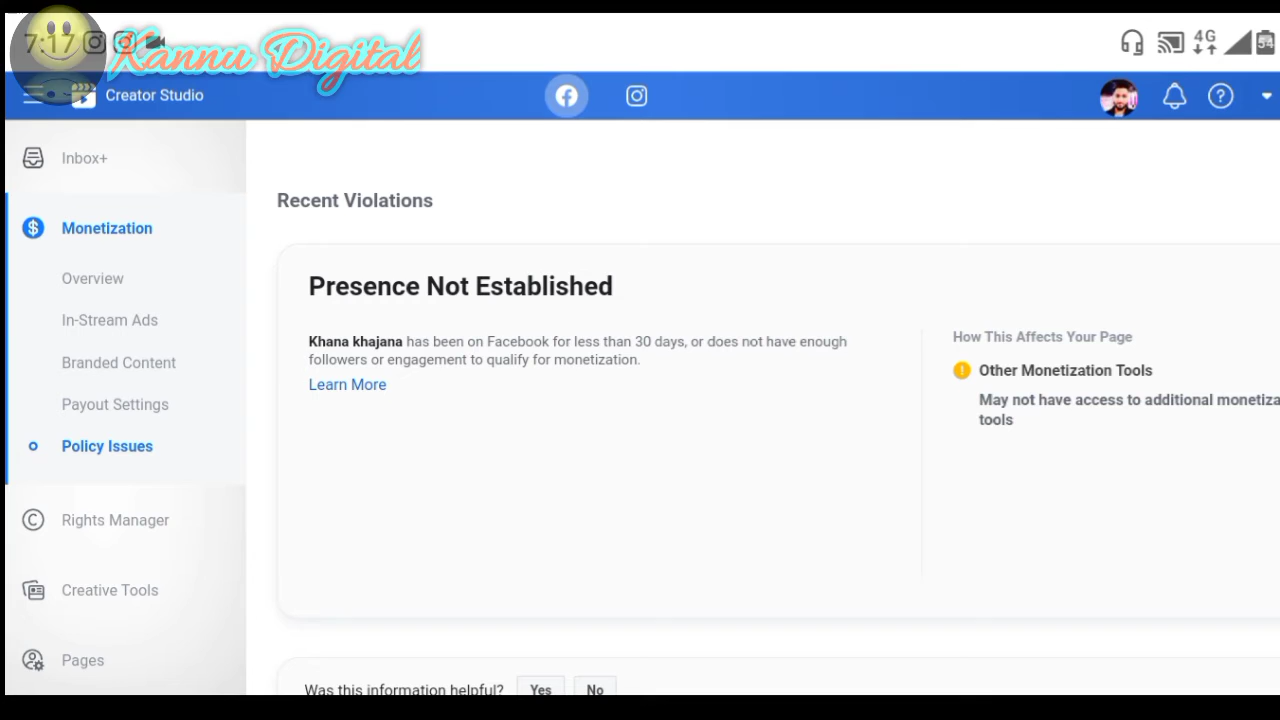 7:17
Kannu Digital
4G
54
Creator Studio
Inbox+
Monetization
Overview
In-Stream Ads
Branded Content
Payout Settings
Policy Issues
Rights Manager
Creative Tools
Pages
Recent Violations
Presence Not Established
Khana khajana has been on Facebook for less than 30 days, or does not have enough
followers or engagement to qualify for monetization.
Learn More
How This Affects Your Page
Other Monetization Tools
May not have access to additional monetiza
tools
Was this information helpful?
Yes
No